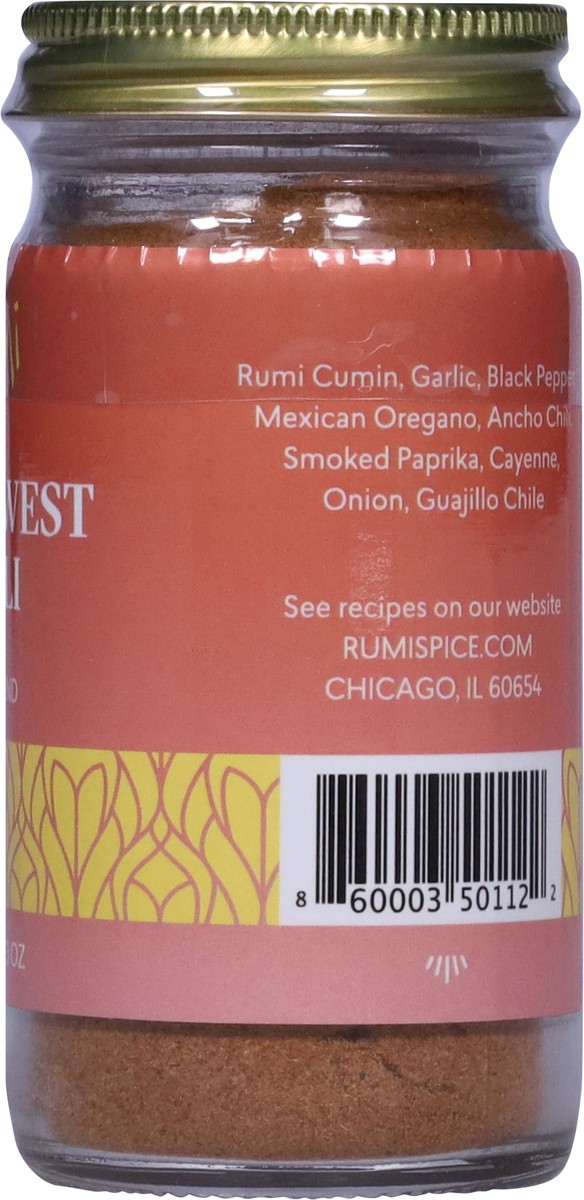 VEST
LI
ND
OZ
Rumi Cumin, Garlic, Black Pepper
Mexican Oregano, Ancho Chili,
Smoked Paprika, Cayenne,
Onion, Guajillo Chile
See recipes on our website
RUMISPICE.COM
CHICAGO, IL 60654
8 60003 50112 2